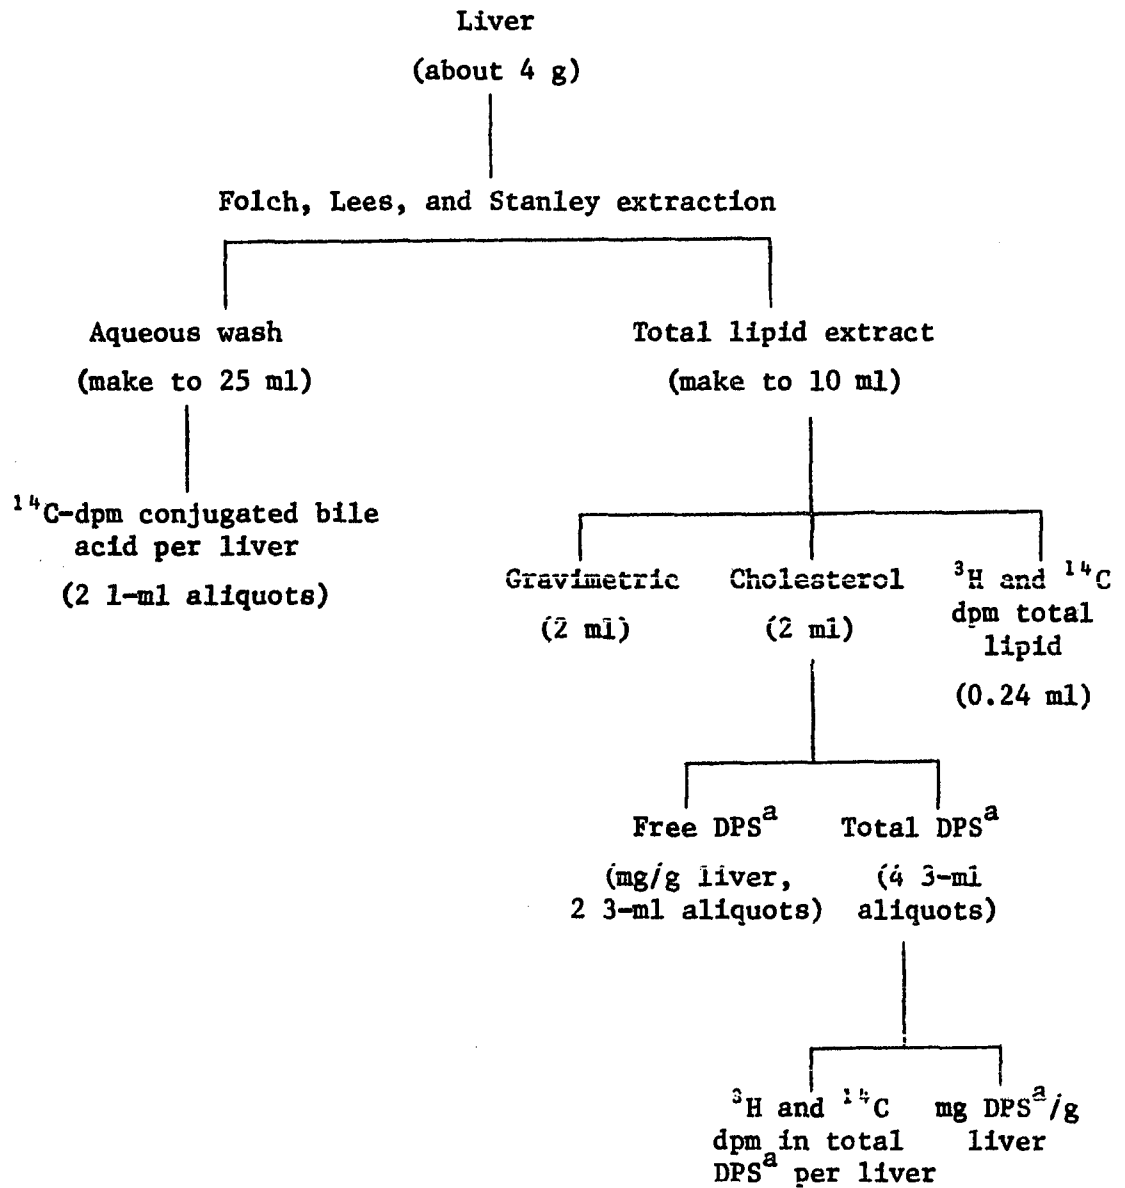 Liver
(about 4 g)
Folch, Lees, and Stanley extraction
Aqueous wash
(make to 25 ml)
Total lipid extract
(make to 10 ml)
¹⁴C-dpm conjugated bile
acid per liver
(2 1-ml aliquots)
Gravimetric
(2 ml)
Cholesterol
(2 ml)
³H and ¹⁴C
dpm total
lipid
(0.24 ml)
Free DPSᵃ
(mg/g liver,
2 3-ml aliquots)
Total DPSᵃ
(4 3-ml
aliquots)
³H and ¹⁴C
dpm in total
DPSᵃ per liver
mg DPSᵃ/g
liver